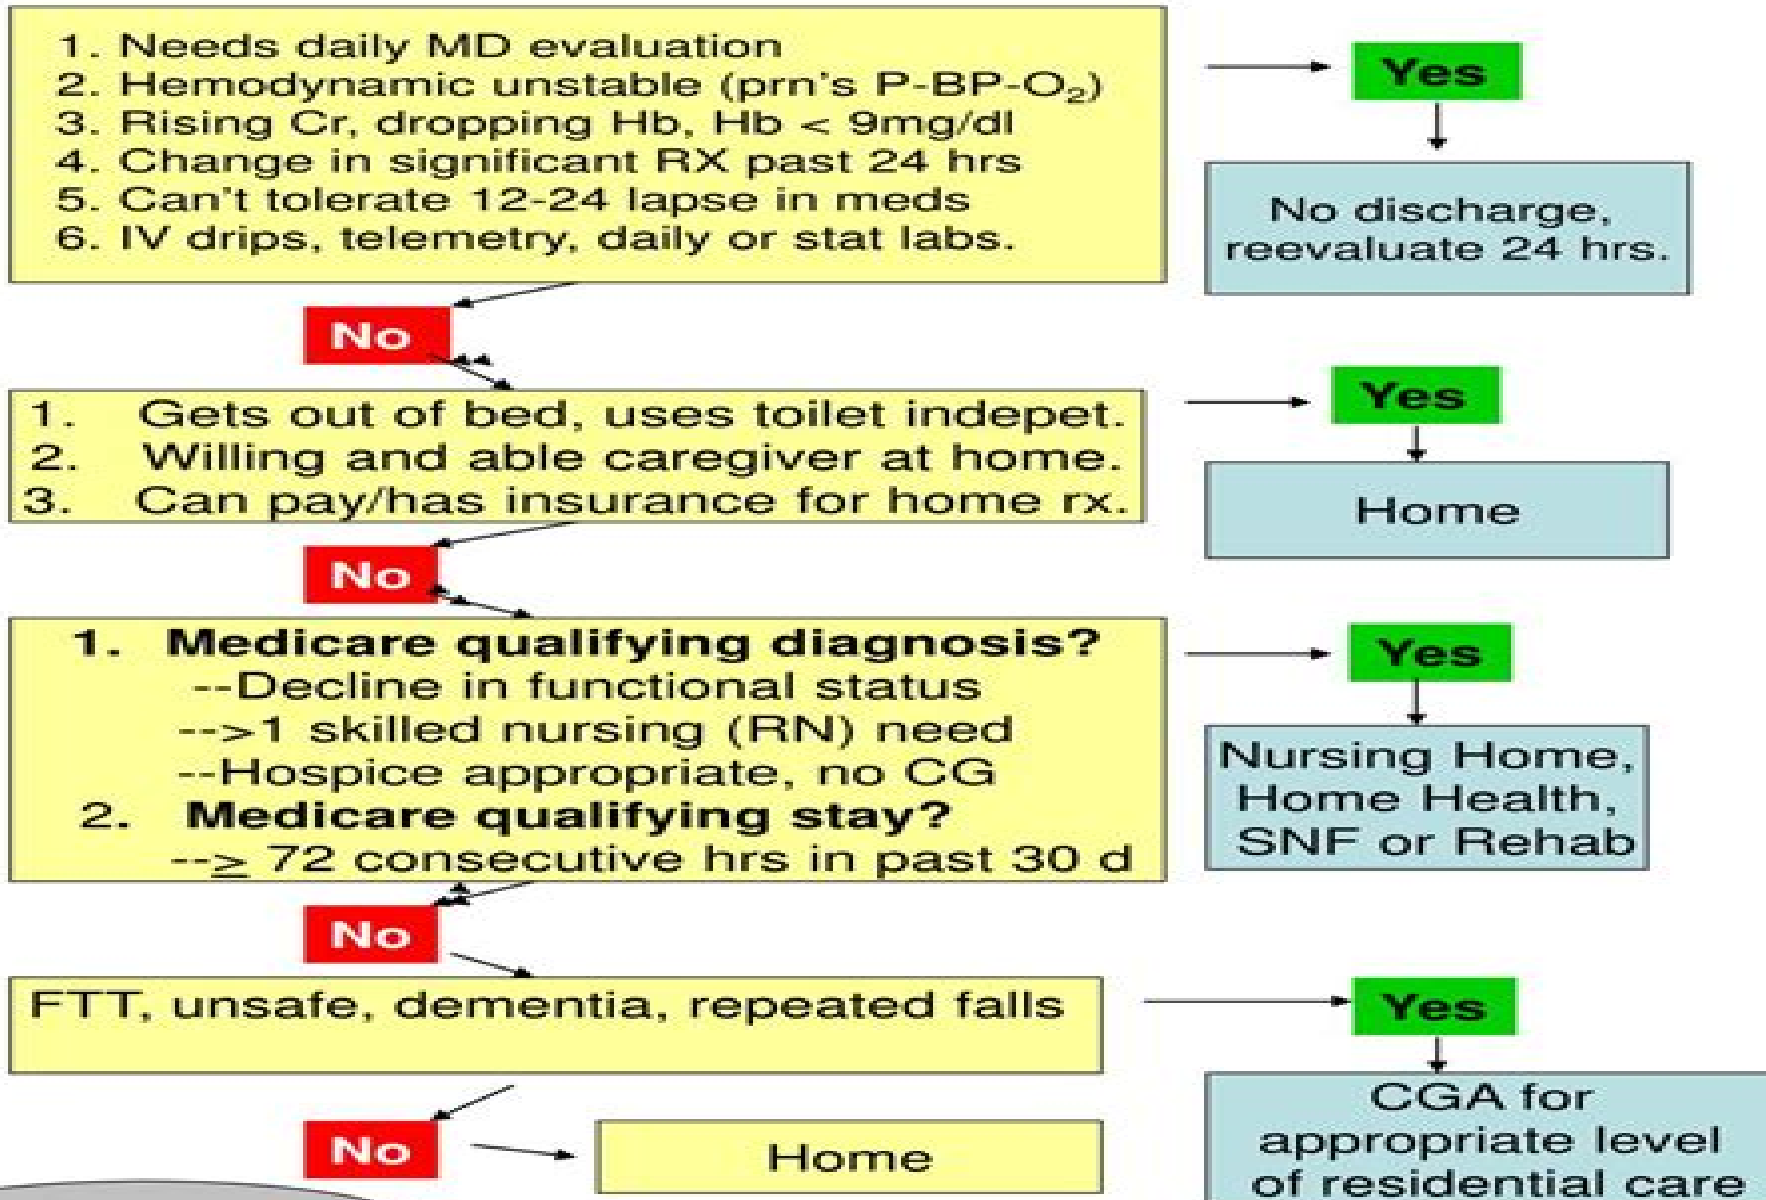 1. Needs daily MD evaluation
2. Hemodynamic unstable (prn's P-BP-O₂)
3. Rising Cr, dropping Hb, Hb < 9mg/dl
4. Change in significant RX past 24 hrs
5. Can't tolerate 12-24 lapse in meds
6. IV drips, telemetry, daily or stat labs.
Yes
No discharge,
reevaluate 24 hrs.
No
1. Gets out of bed, uses toilet indepet.
2. Willing and able caregiver at home.
3. Can pay/has insurance for home rx.
Yes
Home
No
1. Medicare qualifying diagnosis?
--Decline in functional status
-->1 skilled nursing (RN) need
--Hospice appropriate, no CG
2. Medicare qualifying stay?
--≥ 72 consecutive hrs in past 30 d
Yes
Nursing Home,
Home Health,
SNF or Rehab
No
FTT, unsafe, dementia, repeated falls
Yes
CGA for
appropriate level
of residential care
No
Home